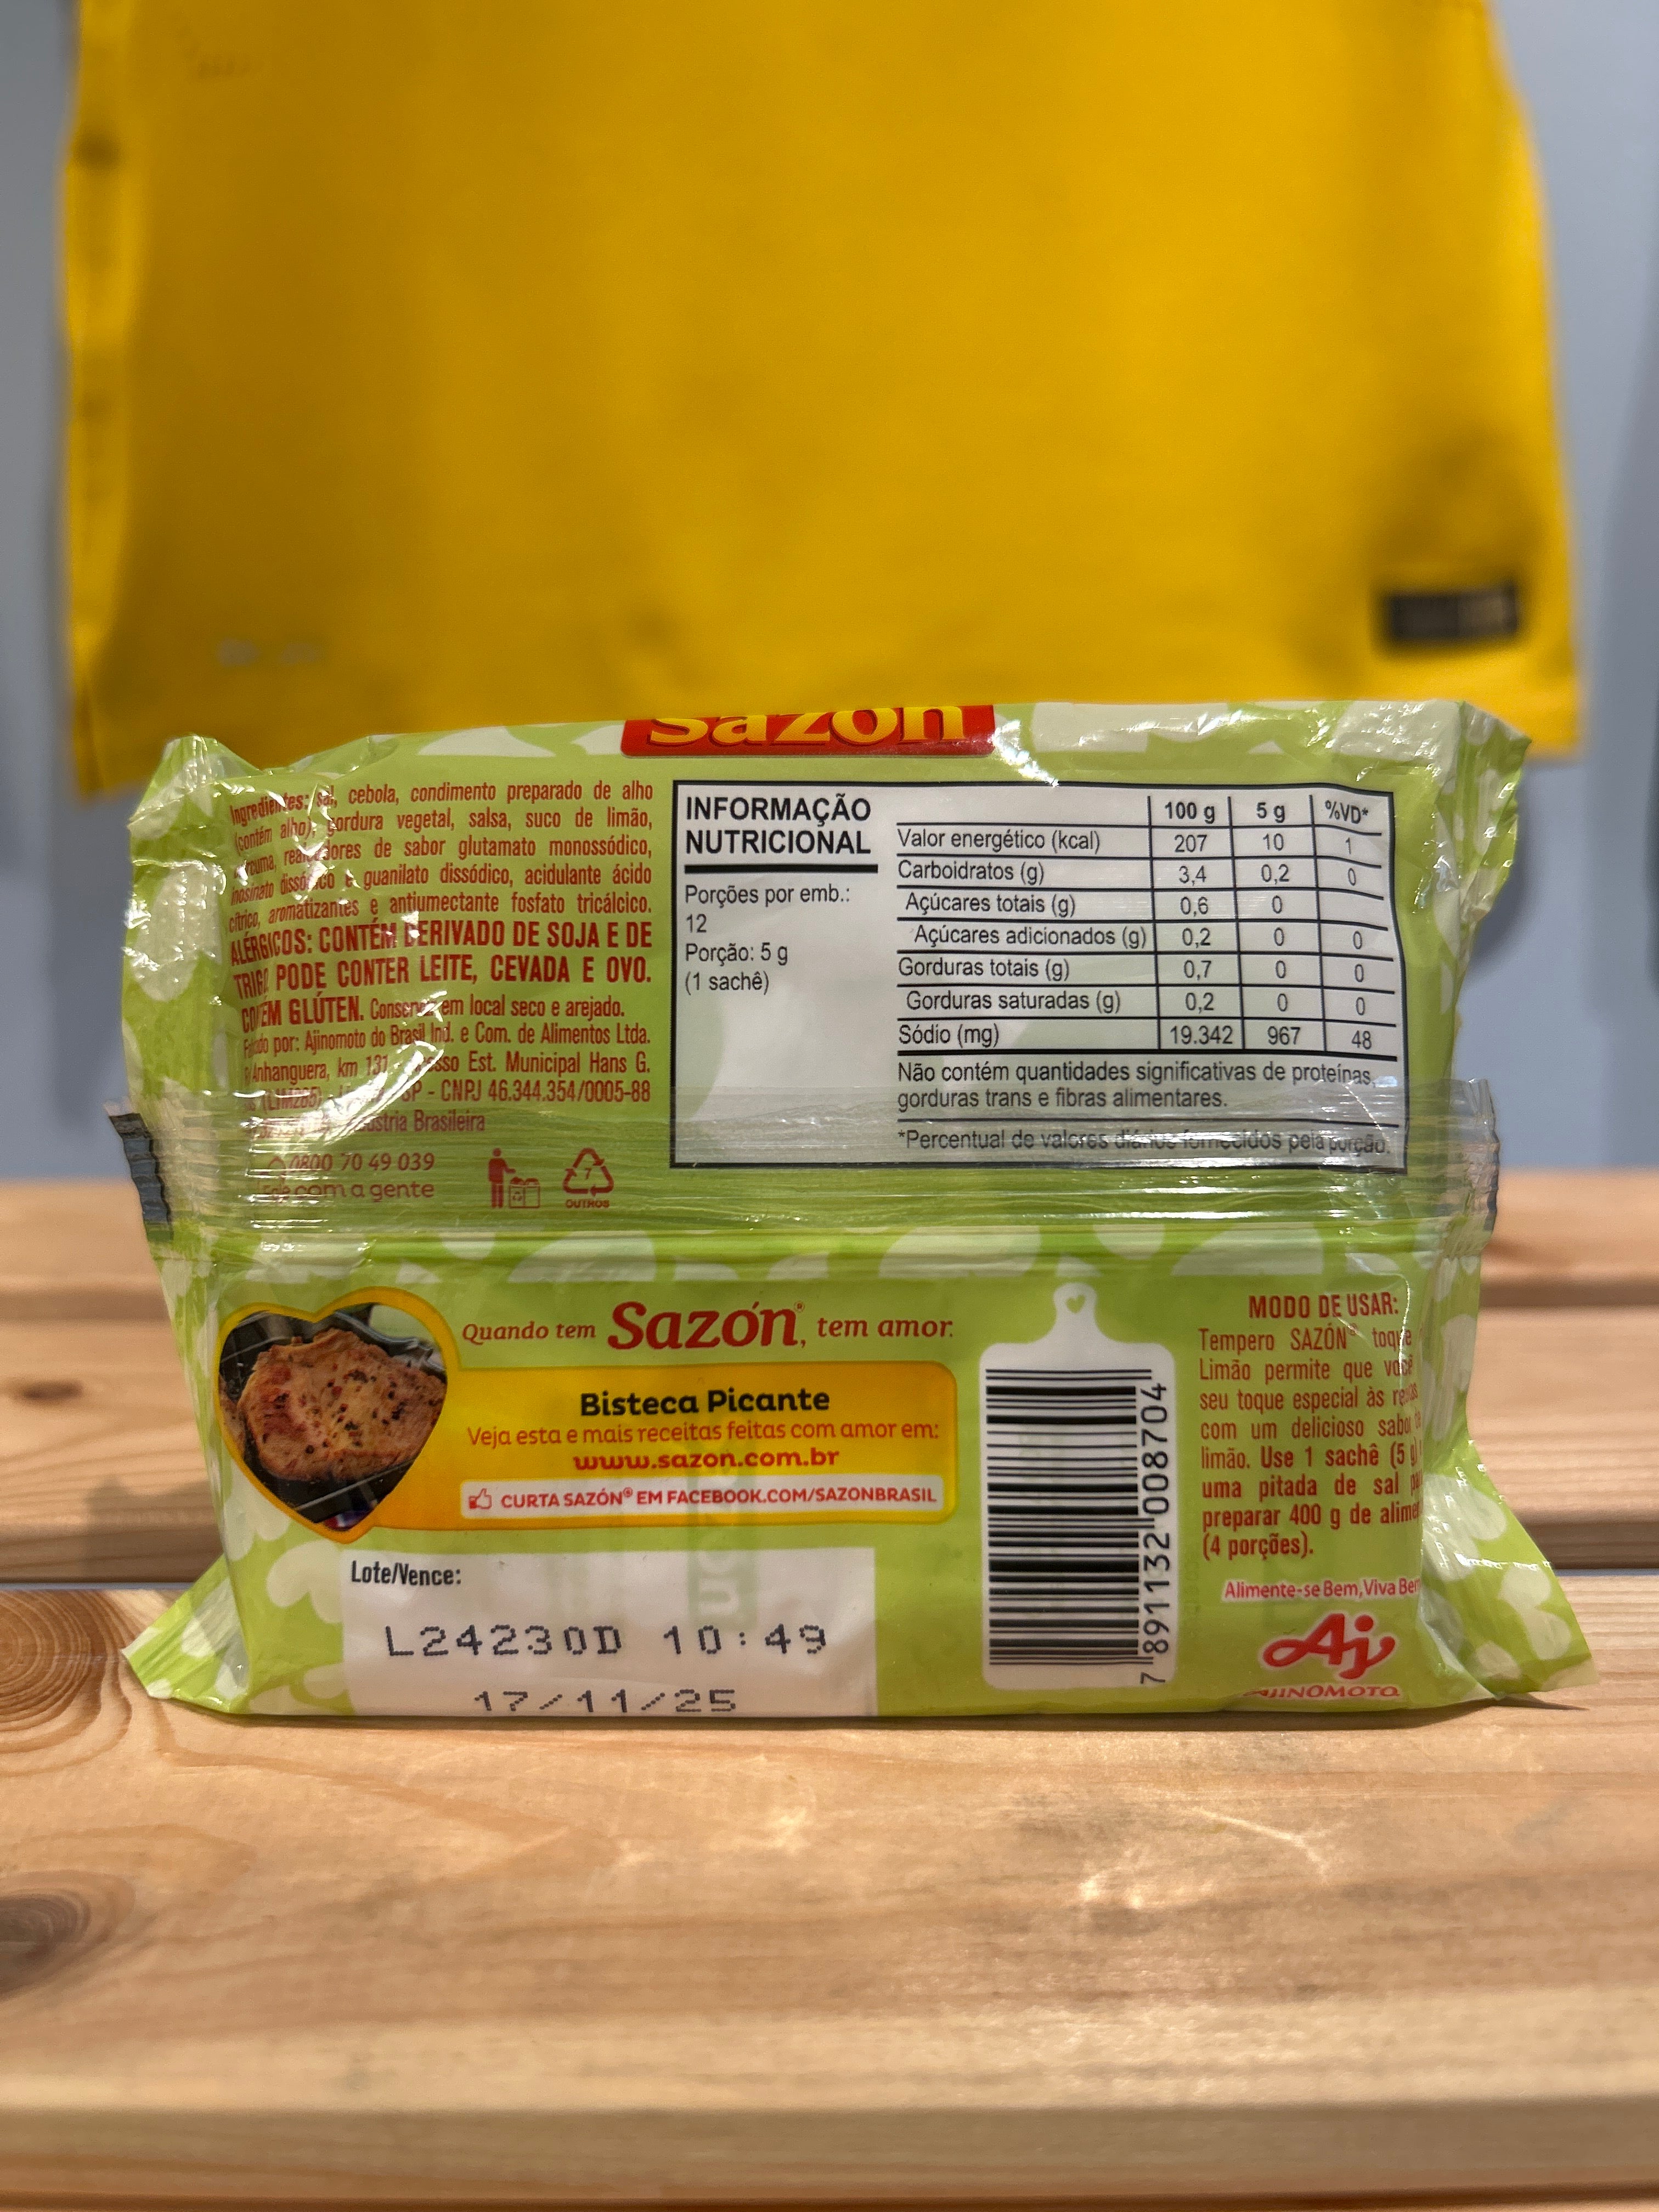 sazón
Ingredientes: sal, cebola, condimento preparado de alho
(contém alho), gordura vegetal, salsa, suco de limão,
cúrcuma, realçadores de sabor glutamato monossódico,
inosinato dissódico e guanilato dissódico, acidulante ácido
cítrico, aromatizantes e antiumectante fosfato tricálcico.
ALÉRGICOS: CONTÉM DERIVADO DE SOJA E DE
TRIGO. PODE CONTER LEITE, CEVADA E OVO.
CONTÉM GLÚTEN. Conservar em local seco e arejado.
por: Ajinomoto do Brasil Ind. e Com. de Alimentos Ltda.
Anhanguera, km 131 Est. Municipal Hans G.
(LIM265) SP - CNPJ 46.344.354/0005-88
Indústria Brasileira
0800 70 49 039
Fale com a gente
7
OUTROS
INFORMAÇÃO
NUTRICIONAL
Porções por emb.:
12
Porção: 5 g
(1 sachê)
100 g 5 g %VD*
Valor energético (kcal) 207 10 1
Carboidratos (g) 3,4 0,2 0
Açúcares totais (g) 0,6 0
Açúcares adicionados (g) 0,2 0 0
Gorduras totais (g) 0,7 0 0
Gorduras saturadas (g) 0,2 0 0
Sódio (mg) 19.342 967 48
Não contém quantidades significativas de proteínas,
gorduras trans e fibras alimentares.
*Percentual de valores diários fornecidos pela porção.
Quando tem Sazón®, tem amor.
Bisteca Picante
Veja esta e mais receitas feitas com amor em:
www.sazon.com.br
CURTA SAZÓN® EM FACEBOOK.COM/SAZONBRASIL
Lote/Vence:
L24230D 10:49
17/11/25
7 891132 008704
MODO DE USAR:
Tempero SAZÓN® toque
Limão permite que você
seu toque especial às
com um delicioso sabor
limão. Use 1 sachê (5 g)
uma pitada de sal
preparar 400 g de
(4 porções).
Alimente-se Bem, Viva Bem
Aj
AJINOMOTO